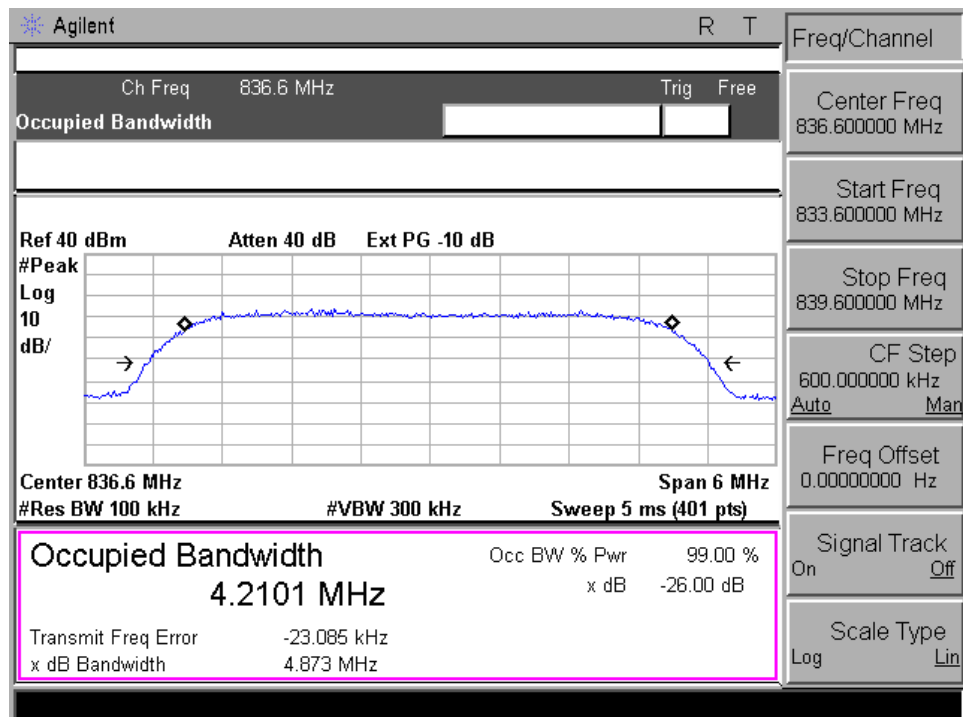 Agilent R T
Ch Freq 836.6 MHz Trig Free
Occupied Bandwidth
Ref 40 dBm Atten 40 dB Ext PG -10 dB
#Peak
Log
10
dB/
Center 836.6 MHz Span 6 MHz
#Res BW 100 kHz #VBW 300 kHz Sweep 5 ms (401 pts)
Occupied Bandwidth
4.2101 MHz
Occ BW % Pwr 99.00 %
x dB -26.00 dB
Transmit Freq Error -23.085 kHz
x dB Bandwidth 4.873 MHz
Freq/Channel
Center Freq
836.600000 MHz
Start Freq
833.600000 MHz
Stop Freq
839.600000 MHz
CF Step
600.000000 kHz
Auto Man
Freq Offset
0.00000000 Hz
Signal Track
On Off
Scale Type
Log Lin